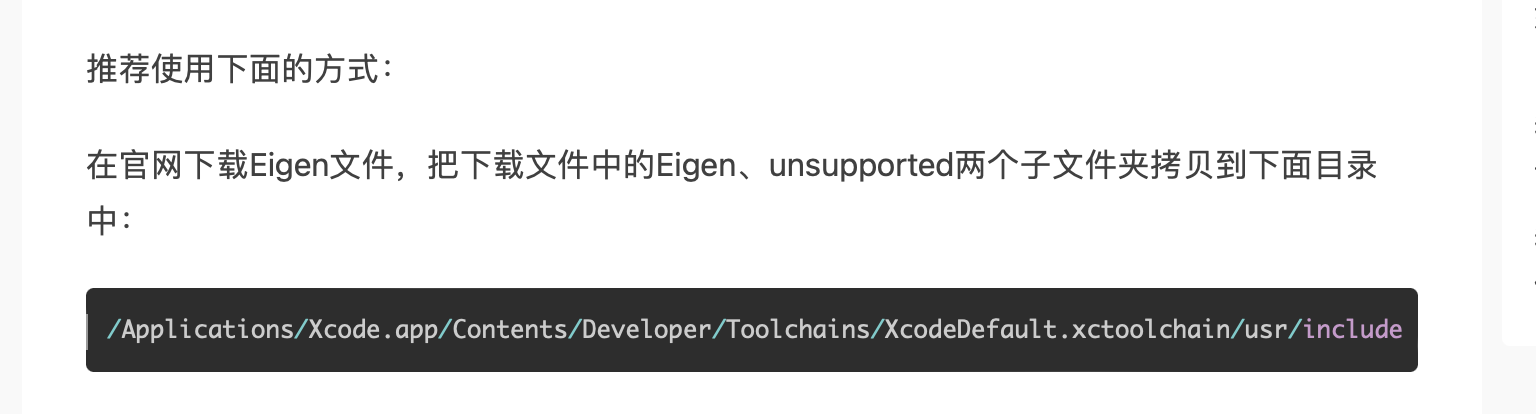 推荐使用下面的方式：
在官网下载Eigen文件，把下载文件中的Eigen、unsupported两个子文件夹拷贝到下面目录
中：
/Applications/Xcode.app/Contents/Developer/Toolchains/XcodeDefault.xctoolchain/usr/include